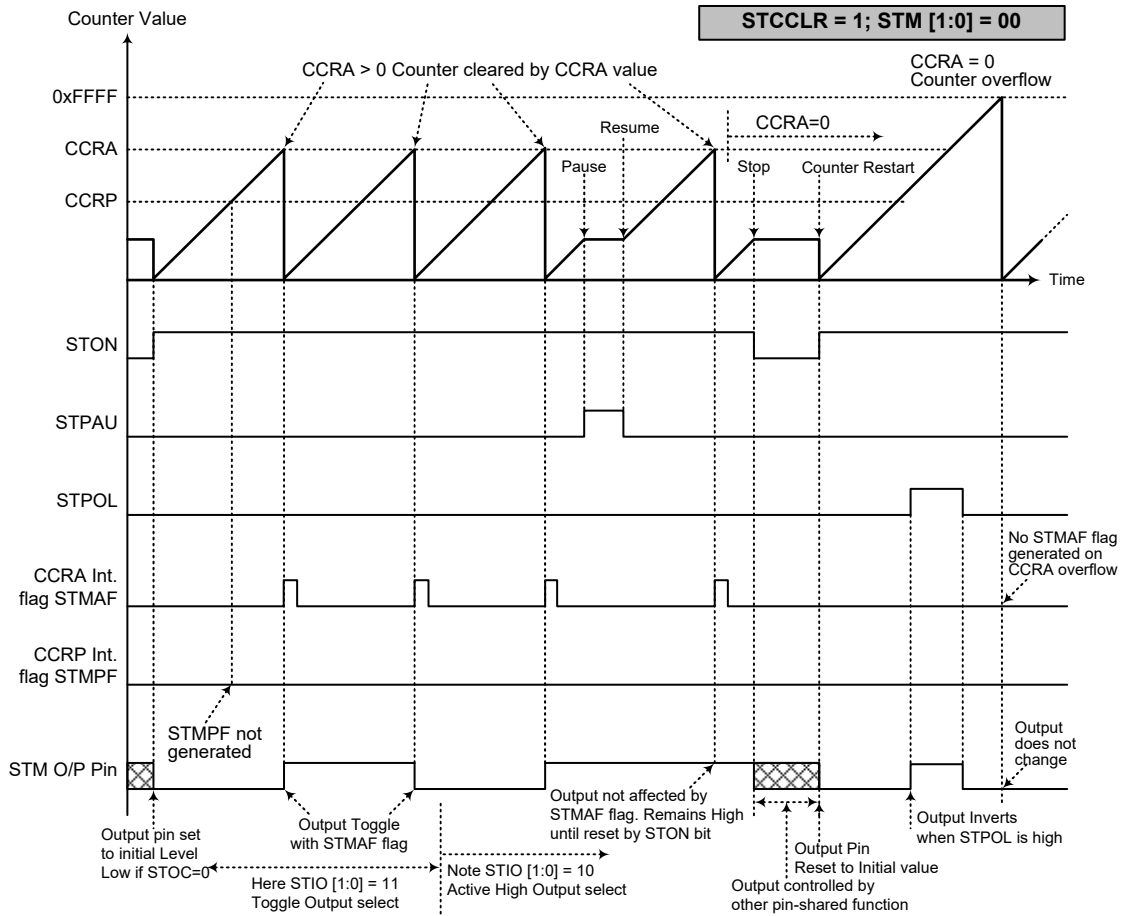 Counter Value
STCCLR = 1; STM [1:0] = 00
CCRA > 0 Counter cleared by CCRA value
CCRA = 0
Counter overflow
0xFFFF
CCRA=0
Resume
CCRA
Pause
Stop
Counter Restart
CCRP
Time
STON
STPAU
STPOL
No STMAF flag
generated on
CCRA overflow
CCRA Int.
flag STMAF
CCRP Int.
flag STMPF
STMPF not
generated
Output
does not
change
STM O/P Pin
Output pin set
to initial Level
Low if STOC=0
Output Toggle
with STMAF flag
Output not affected by
STMAF flag. Remains High
until reset by STON bit
Output Inverts
when STPOL is high
Here STIO [1:0] = 11
Toggle Output select
Note STIO [1:0] = 10
Active High Output select
Output Pin
Reset to Initial value
Output controlled by
other pin-shared function